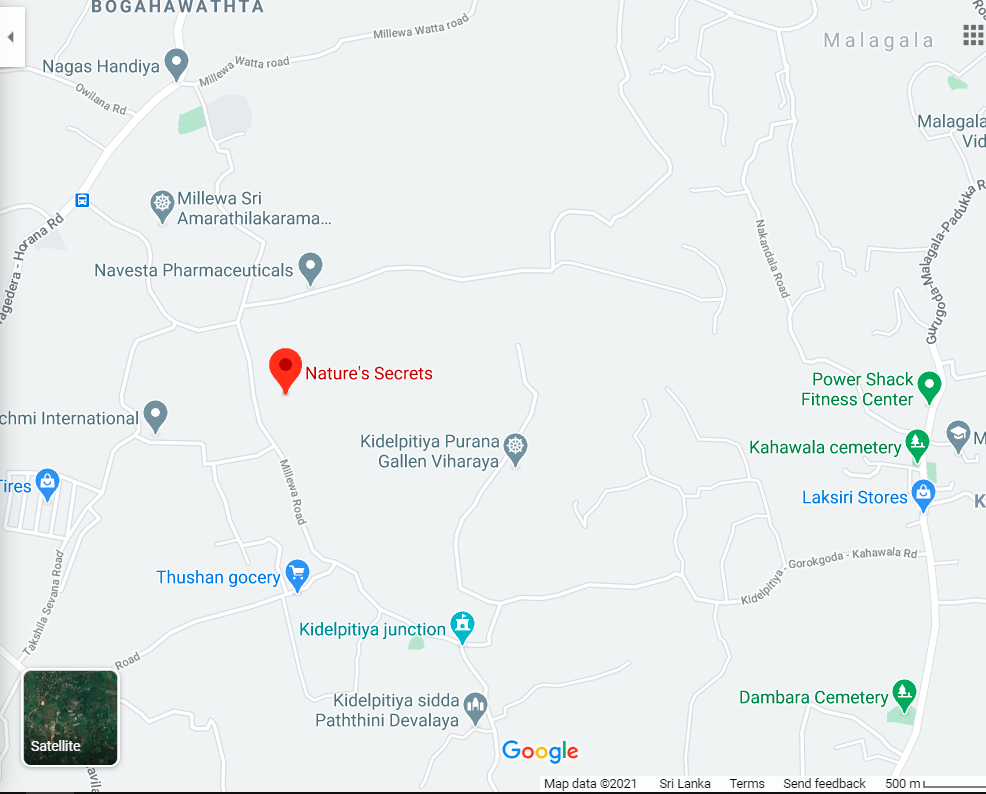 BOGAHAWATHTA
Millewa Watta road
Malagala
Nagas Handiya
Millewa Watta road
Owilana Rd
Malagala
Vid
Millewa Sri
Amarathilakarama...
agedera - Horana Rd
Gurugoda-Malagala-Padukka R
Nakandala Road
Navesta Pharmaceuticals
Nature's Secrets
Power Shack
Fitness Center
chmi International
Kidelpitiya Purana
Gallen Viharaya
Kahawala cemetery
M
Tires
Millewa Road
Laksiri Stores
K
Kidelpitiya - Gorokgoda - Kahawala Rd
Thushan gocery
Takshila Sevana Road
Kidelpitiya junction
Road
Kidelpitiya sidda
Paththini Devalaya
Dambara Cemetery
Satellite
Google
Map data ©2021 Sri Lanka Terms Send feedback 500 m